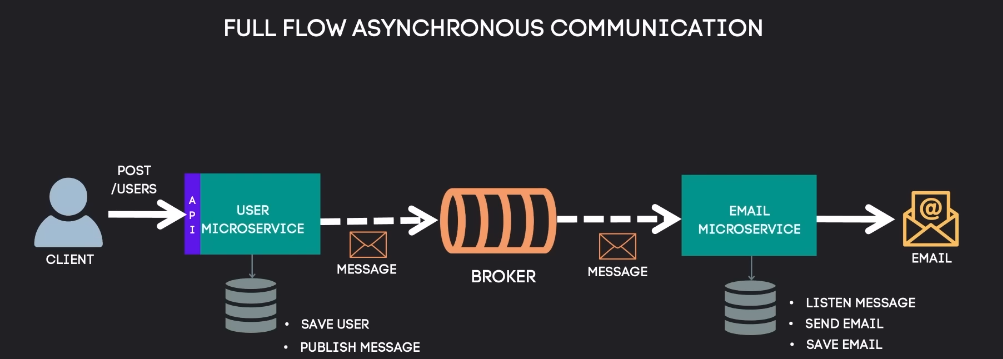 FULL FLOW ASYNCHRONOUS COMMUNICATION
POST
/USERS
API
USER
MICROSERVICE
CLIENT
MESSAGE
BROKER
MESSAGE
EMAIL
MICROSERVICE
@
EMAIL
• SAVE USER
• PUBLISH MESSAGE
• LISTEN MESSAGE
• SEND EMAIL
• SAVE EMAIL